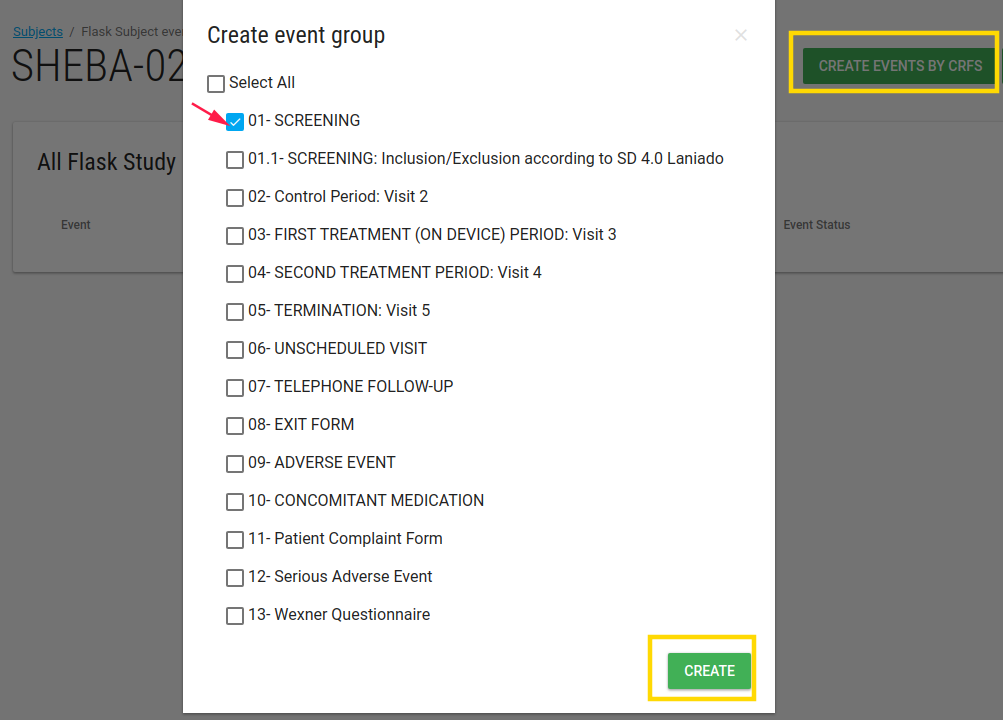 Subjects / Flask Subject eve
SHEBA-02
CREATE EVENTS BY CRFS
All Flask Study
Event
Event Status
Create event group
×
Select All
01- SCREENING
01.1- SCREENING: Inclusion/Exclusion according to SD 4.0 Laniado
02- Control Period: Visit 2
03- FIRST TREATMENT (ON DEVICE) PERIOD: Visit 3
04- SECOND TREATMENT PERIOD: Visit 4
05- TERMINATION: Visit 5
06- UNSCHEDULED VISIT
07- TELEPHONE FOLLOW-UP
08- EXIT FORM
09- ADVERSE EVENT
10- CONCOMITANT MEDICATION
11- Patient Complaint Form
12- Serious Adverse Event
13- Wexner Questionnaire
CREATE